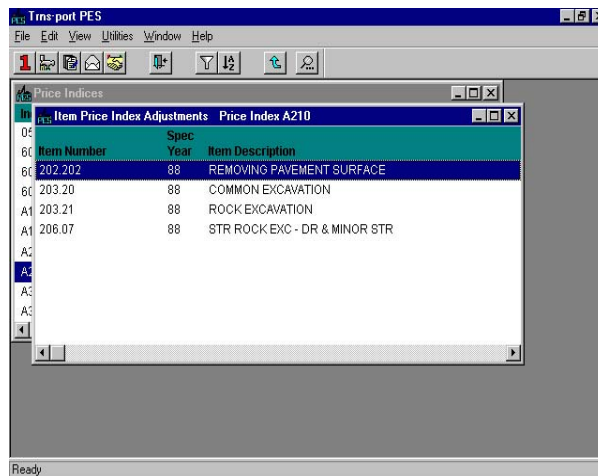 Trns·port PES
File Edit View Utilities Window Help
Price Indices
Item Price Index Adjustments Price Index A210
Spec
Item Number Year Item Description
202.202 88 REMOVING PAVEMENT SURFACE
203.20 88 COMMON EXCAVATION
203.21 88 ROCK EXCAVATION
206.07 88 STR ROCK EXC - DR & MINOR STR
Ready